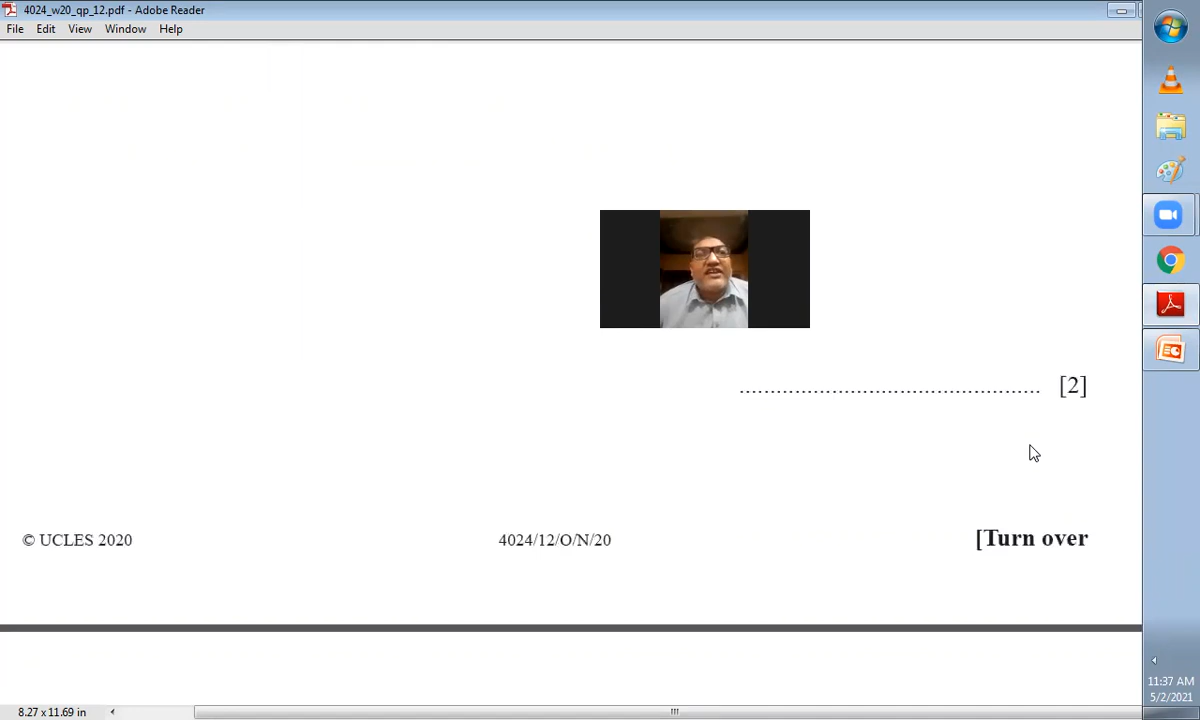 4024_w20_qp_12.pdf - Adobe Reader
File Edit View Window Help
................................................. [2]
© UCLES 2020 4024/12/O/N/20 [Turn over
11:37 AM
5/2/2021
8.27 x 11.69 in